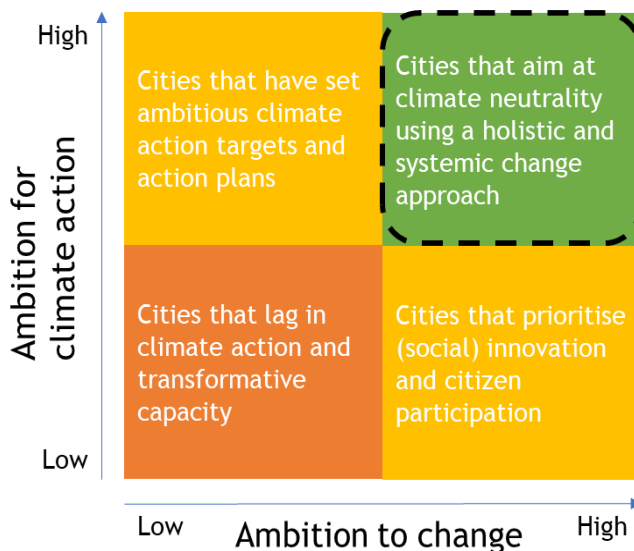 High
Cities that have set
ambitious climate
action targets and
action plans
Cities that aim at
climate neutrality
using a holistic and
systemic change
approach
Ambition for
climate action
Cities that lag in
climate action and
transformative
capacity
Cities that prioritise
(social) innovation
and citizen
participation
Low
Low
Ambition to change
High